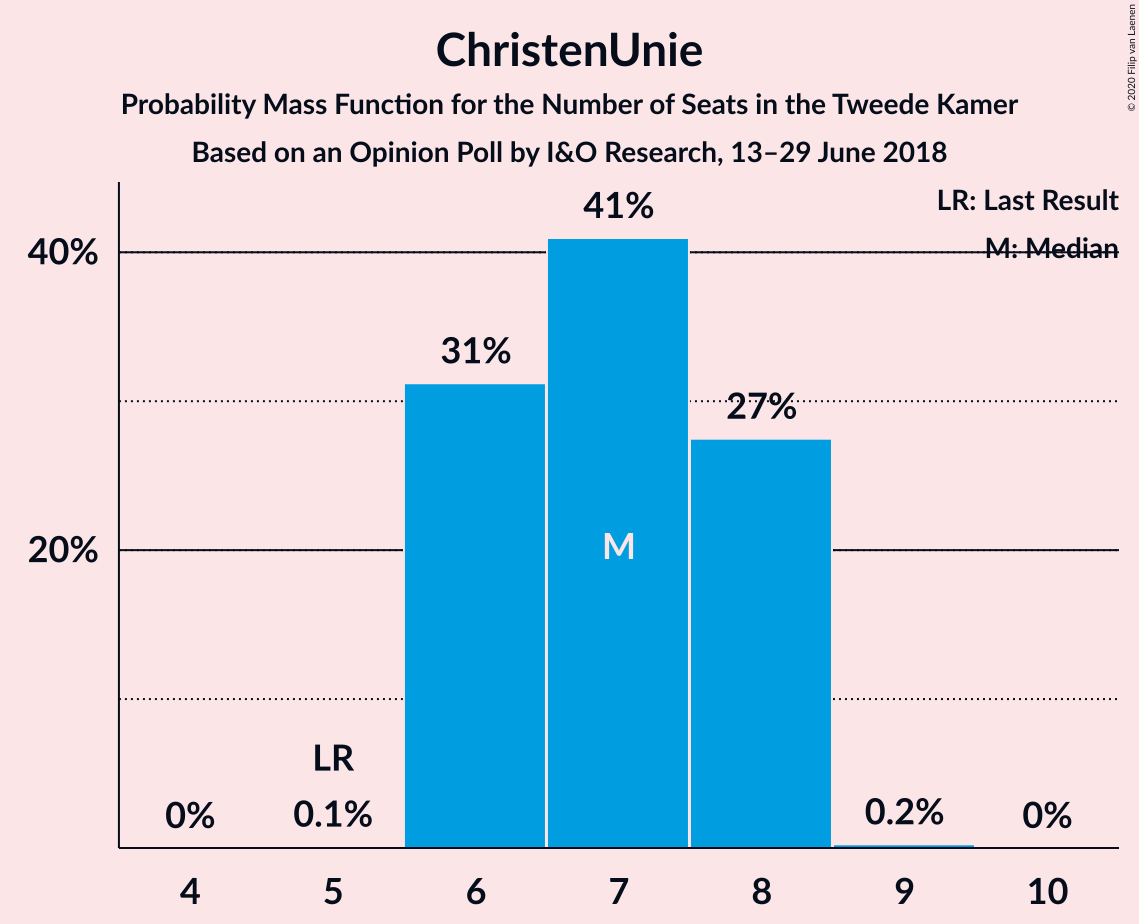 ChristenUnie
Probability Mass Function for the Number of Seats in the Tweede Kamer
Based on an Opinion Poll by I&O Research, 13–29 June 2018
© 2020 Filip van Laenen
LR: Last Result
M: Median
41%
40%
31%
27%
20%
M
LR
0%
0.1%
0.2%
0%
4
5
6
7
8
9
10